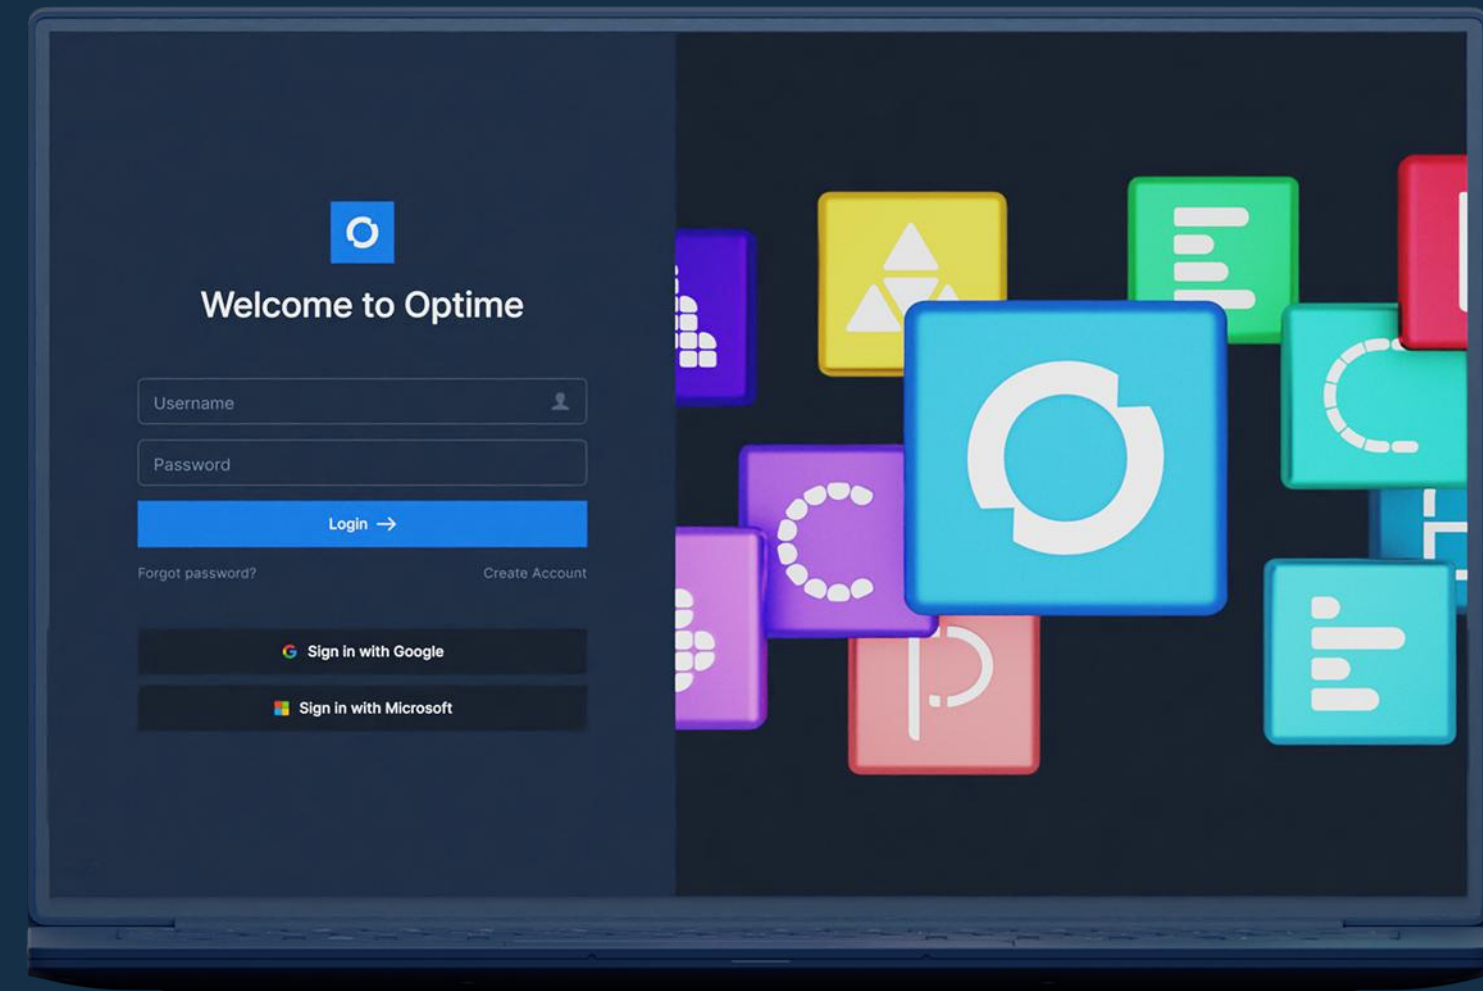 Welcome to Optime
Username
Password
Login →
Forgot password?
Create Account
Sign in with Google
Sign in with Microsoft